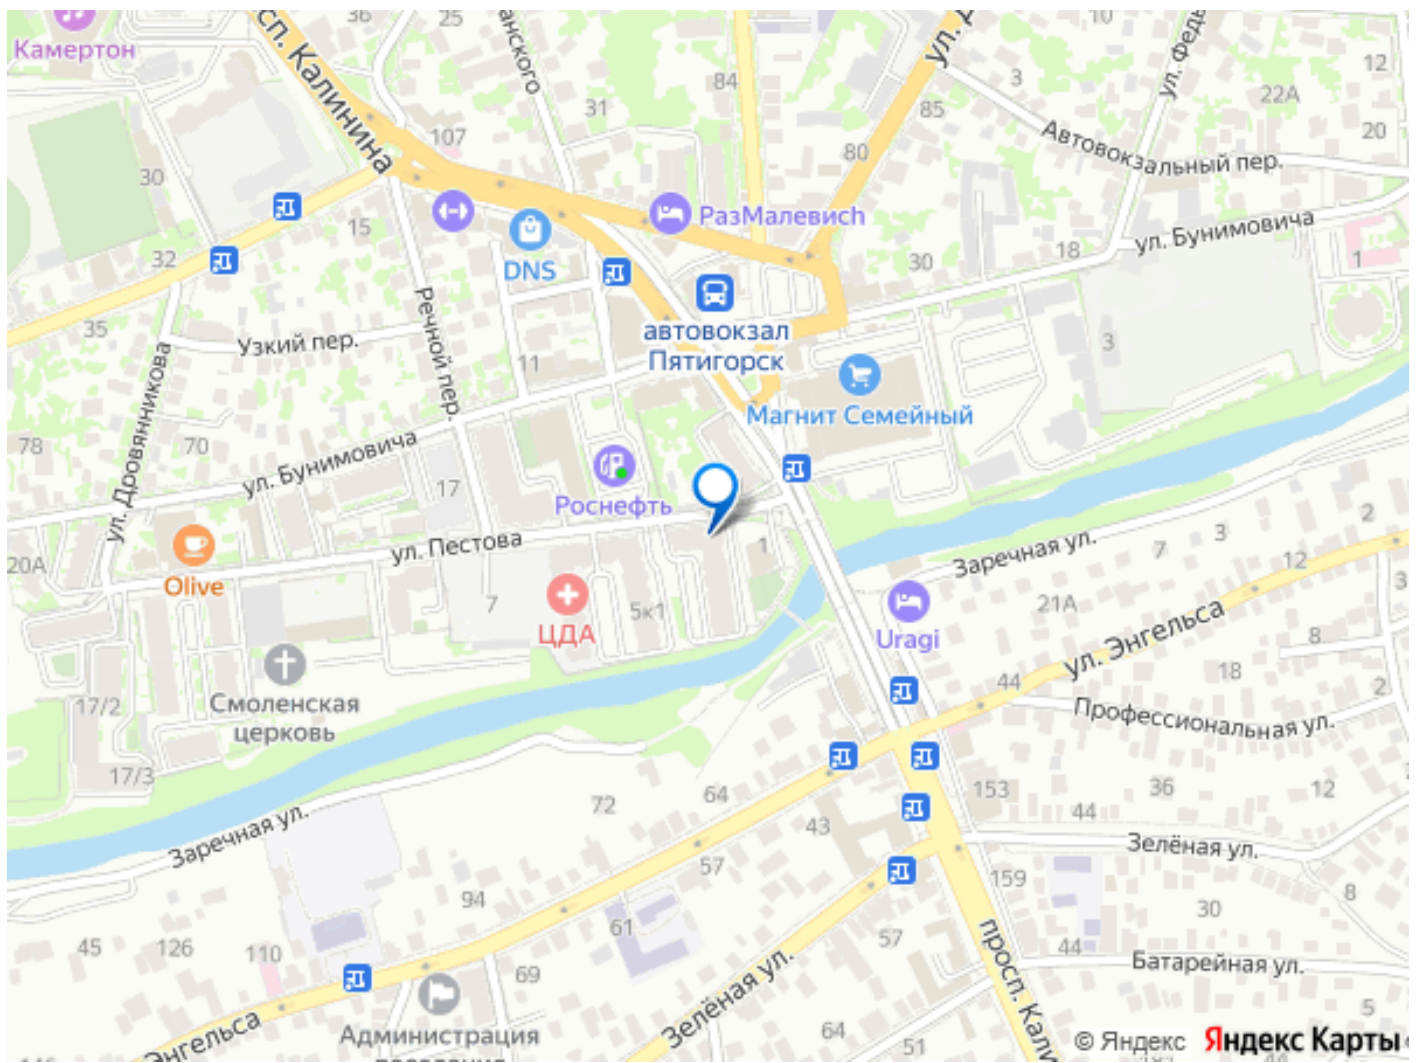 Камертон
36
25
просп. Калинина
анского
84
ул.
10
ул. Федь
3
12
22А
20
31
85
107
80
Автовокзальный пер.
30
15
РазМалевич
DNS
32
18
30
ул. Бунимовича
1
35
Узкий пер.
Речной пер.
автовокзал
Пятигорск
11
3
Магнит Семейный
78
ул. Дровянникова
70
ул. Бунимовича
17
Роснефть
ул. Пестова
1
20А
Olive
7
ЦДА
5к1
Заречная ул.
7
3
2
12
3
21А
Uragi
ул. Энгельса
8
18
44
2
Профессиональная ул.
Смоленская
церковь
17/2
17/3
Заречная ул.
72
64
43
153
36
44
12
Зелёная ул.
57
94
159
8
30
61
57
44
45
126
110
69
Зелёная ул.
просп. Кали
Батарейная ул.
5
Энгельса
Администрация
64
51
© Яндекс Яндекс Карты